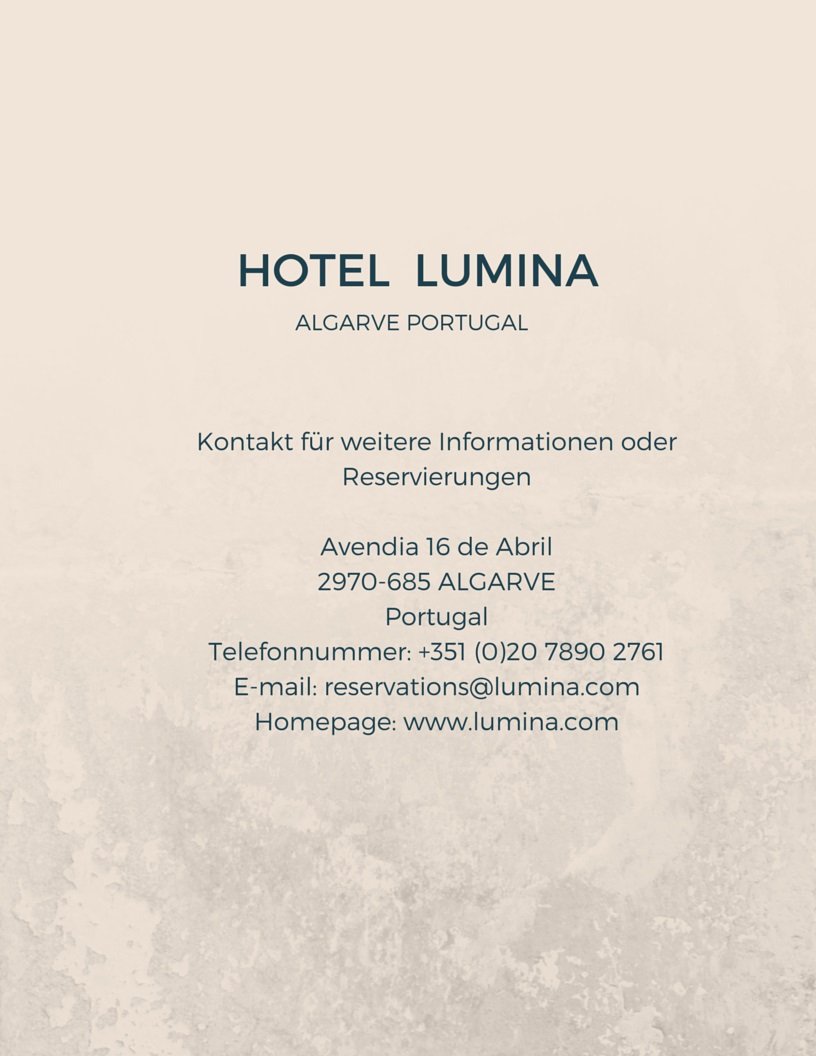 HOTEL LUMINA
ALGARVE PORTUGAL
Kontakt für weitere Informationen oder
Reservierungen
Avendia 16 de Abril
2970-685 ALGARVE
Portugal
Telefonnummer: +351 (0)20 7890 2761
E-mail: reservations@lumina.com
Homepage: www.lumina.com